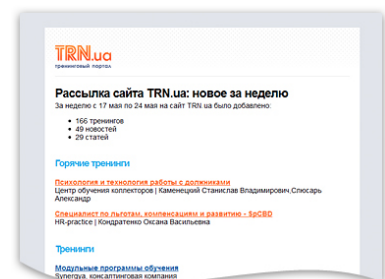 TRN.ua
тренинговый портал
Рассылка сайта TRN.ua: новое за неделю
За неделю с 17 мая по 24 мая на сайт TRN.ua было добавлено:
• 166 тренингов
• 49 новостей
• 29 статей
Горячие тренинги
Психология и технология работы с должниками
Центр обучения коллекторов | Каменецкий Станислав Владимирович,Слюсарь
Александр
Специалист по льготам, компенсациям и развитию - SpCBD
HR-practice | Кондратенко Оксана Васильевна
Тренинги
Модульные программы обучения
Synergya, консалтинговая компания